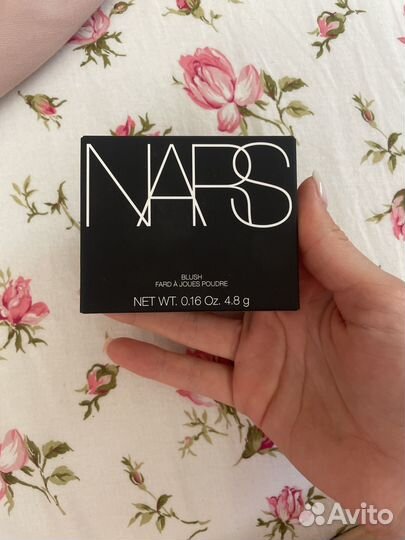 NARS
BLUSH
FARD À JOUES POUDRE
NET WT. 0.16 Oz. 4.8 g
Avito